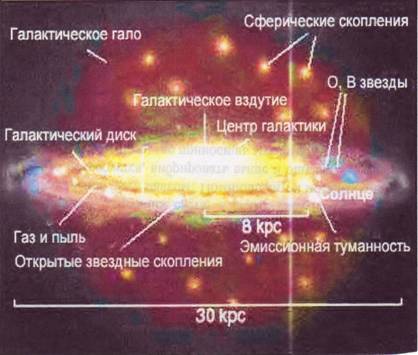 Галактическое гало
Сферические скопления
О, В звезды
Галактическое вздутие
Центр галактики
Галактический диск
Солнце
8 kpc
Газ и пыль
Эмиссионная туманность
Открытые звездные скопления
30 kpc